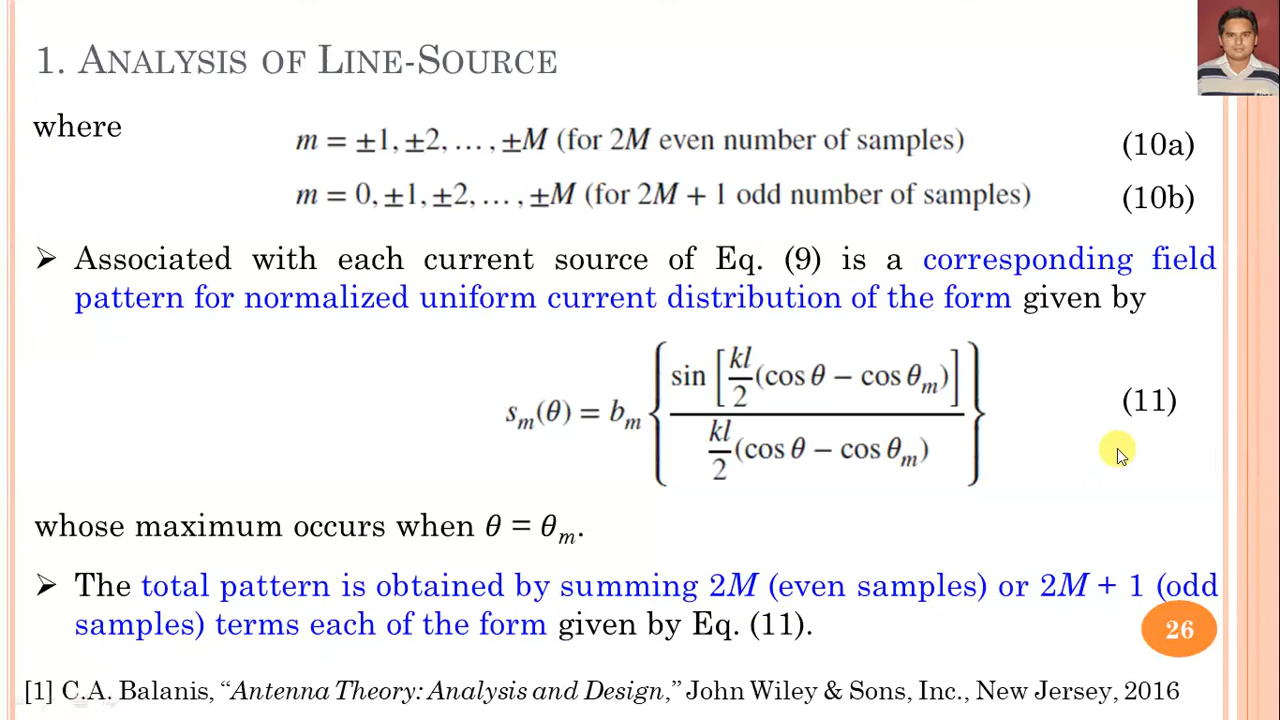 1. ANALYSIS OF LINE-SOURCE
where
m = ±1, ±2, … , ±M (for 2M even number of samples) (10a)
m = 0, ±1, ±2, … , ±M (for 2M + 1 odd number of samples) (10b)
➢ Associated with each current source of Eq. (9) is a corresponding field
pattern for normalized uniform current distribution of the form given by
s_m(θ) = b_m { sin [ kl/2 (cos θ − cos θ_m) ] / kl/2 (cos θ − cos θ_m) } (11)
whose maximum occurs when θ = θ_m.
➢ The total pattern is obtained by summing 2M (even samples) or 2M + 1 (odd
samples) terms each of the form given by Eq. (11).
26
[1] C.A. Balanis, “Antenna Theory: Analysis and Design,” John Wiley & Sons, Inc., New Jersey, 2016